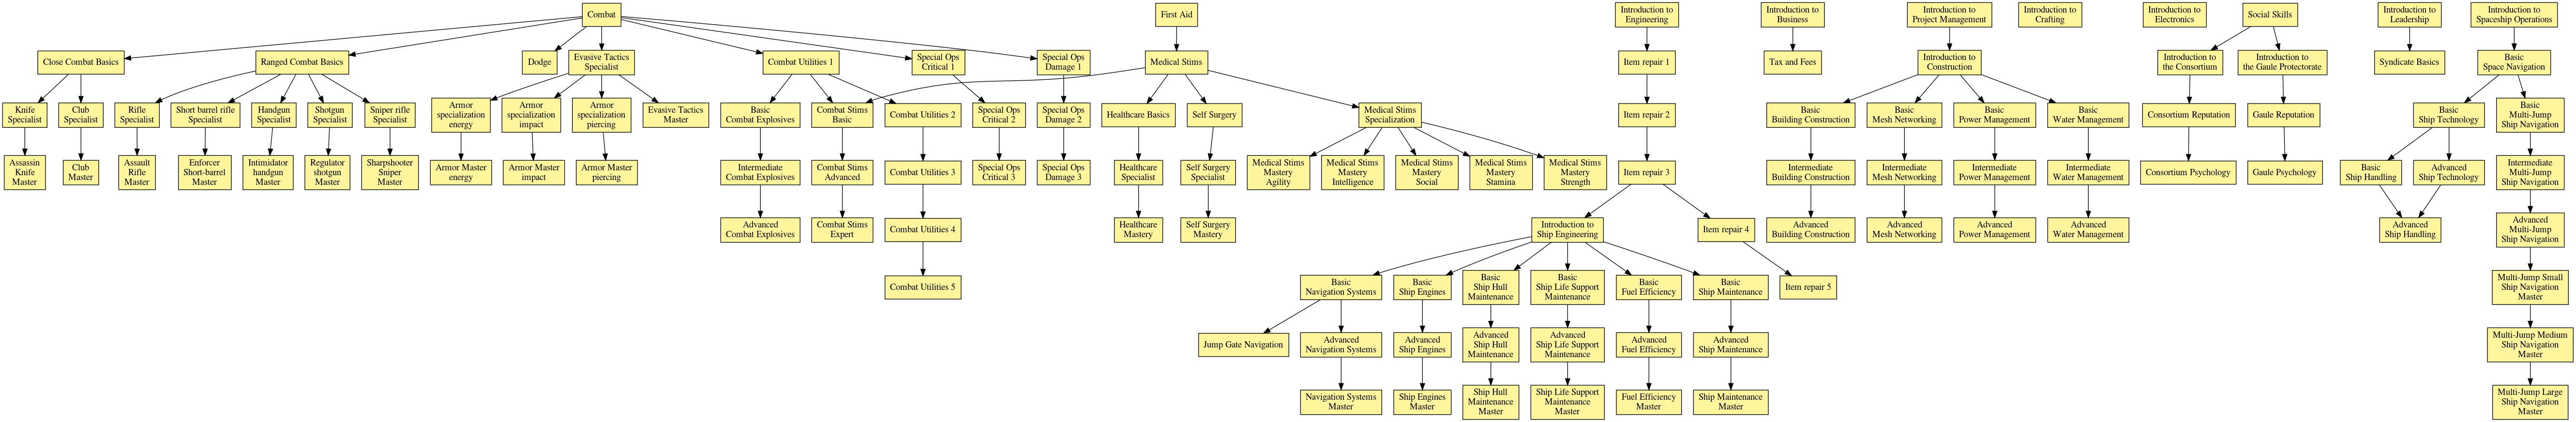 Combat
First Aid
Introduction to
Engineering
Introduction to
Business
Introduction to
Project Management
Introduction to
Crafting
Introduction to
Electronics
Social Skills
Introduction to
Leadership
Introduction to
Spaceship Operations
Close Combat Basics
Ranged Combat Basics
Dodge
Evasive Tactics
Specialist
Combat Utilities 1
Special Ops
Critical 1
Special Ops
Damage 1
Medical Stims
Item repair 1
Tax and Fees
Introduction to
Construction
Introduction to
the Consortium
Introduction to
the Gaule Protectorate
Syndicate Basics
Basic
Space Navigation
Knife
Specialist
Club
Specialist
Rifle
Specialist
Short barrel rifle
Specialist
Handgun
Specialist
Shotgun
Specialist
Sniper rifle
Specialist
Armor
specialization
energy
Armor
specialization
impact
Armor
specialization
piercing
Evasive Tactics
Master
Basic
Combat Explosives
Combat Stims
Basic
Combat Utilities 2
Special Ops
Critical 2
Special Ops
Damage 2
Healthcare Basics
Self Surgery
Medical Stims
Specialization
Item repair 2
Basic
Building Construction
Basic
Mesh Networking
Basic
Power Management
Basic
Water Management
Consortium Reputation
Gaule Reputation
Basic
Ship Technology
Basic
Multi-Jump
Ship Navigation
Assassin
Knife
Master
Club
Master
Assault
Rifle
Master
Enforcer
Short-barrel
Master
Intimidator
handgun
Master
Regulator
shotgun
Master
Sharpshooter
Sniper
Master
Armor Master
energy
Armor Master
impact
Armor Master
piercing
Intermediate
Combat Explosives
Combat Stims
Advanced
Combat Utilities 3
Special Ops
Critical 3
Special Ops
Damage 3
Healthcare
Specialist
Self Surgery
Specialist
Medical Stims
Mastery
Agility
Medical Stims
Mastery
Intelligence
Medical Stims
Mastery
Social
Medical Stims
Mastery
Stamina
Medical Stims
Mastery
Strength
Item repair 3
Intermediate
Building Construction
Intermediate
Mesh Networking
Intermediate
Power Management
Intermediate
Water Management
Consortium Psychology
Gaule Psychology
Basic
Ship Handling
Advanced
Ship Technology
Intermediate
Multi-Jump
Ship Navigation
Advanced
Combat Explosives
Combat Stims
Expert
Combat Utilities 4
Healthcare
Mastery
Self Surgery
Mastery
Introduction to
Ship Engineering
Item repair 4
Advanced
Building Construction
Advanced
Mesh Networking
Advanced
Power Management
Advanced
Water Management
Advanced
Ship Handling
Advanced
Multi-Jump
Ship Navigation
Combat Utilities 5
Basic
Navigation Systems
Basic
Ship Engines
Basic
Ship Hull
Maintenance
Basic
Ship Life Support
Maintenance
Basic
Fuel Efficiency
Basic
Ship Maintenance
Item repair 5
Multi-Jump Small
Ship Navigation
Master
Jump Gate Navigation
Advanced
Navigation Systems
Advanced
Ship Engines
Advanced
Ship Hull
Maintenance
Advanced
Ship Life Support
Maintenance
Advanced
Fuel Efficiency
Advanced
Ship Maintenance
Multi-Jump Medium
Ship Navigation
Master
Navigation Systems
Master
Ship Engines
Master
Ship Hull
Maintenance
Master
Ship Life Support
Maintenance
Master
Fuel Efficiency
Master
Ship Maintenance
Master
Multi-Jump Large
Ship Navigation
Master